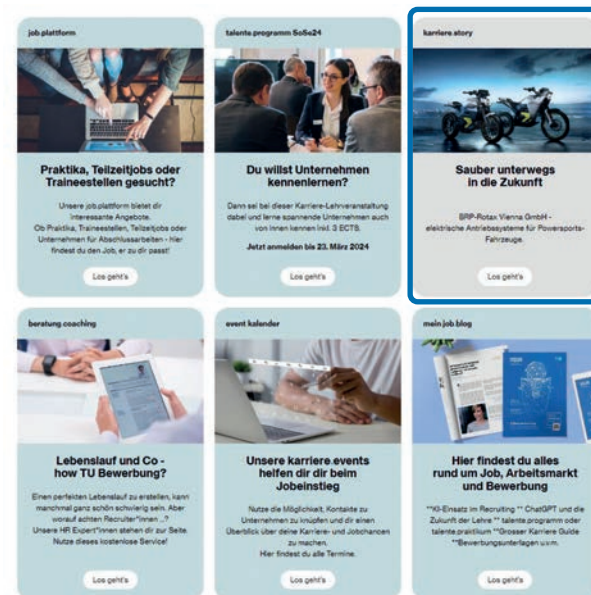 job.plattform
Praktika, Teilzeitjobs oder
Traineestellen gesucht?
Unsere job.plattform bietet dir
interessante Angebote.
Ob Praktika, Traineestellen, Teilzeitjobs oder
Unternehmen für Abschlussarbeiten - hier
findest du den Job, er zu dir passt!
Los geht's
talente.programm SoSe24
Du willst Unternehmen
kennenlernen?
Dann sei bei dieser Karriere-Lehrveranstaltung
dabei und lerne spannende Unternehmen auch
von innen kennen inkl. 3 ECTS.
Jetzt anmelden bis 23. März 2024
Los geht's
karriere.story
Sauber unterwegs
in die Zukunft
BRP-Rotax Vienna GmbH -
elektrische Antriebssysteme für Powersports-
Fahrzeuge.
Los geht's
beratung.coaching
Lebenslauf und Co -
how TU Bewerbung?
Einen perfekten Lebenslauf zu erstellen, kann
manchmal ganz schön schwierig sein. Aber
worauf achten Recruiter*innen ..?
Unsere HR Expert*innen stehen dir zur Seite.
Nutze dieses kostenlose Service!
Los geht's
event kalender
Unsere karriere.events
helfen dir dir beim
Jobeinstieg
Nutze die Möglichkeit, Kontakte zu
Unternehmen zu knüpfen und dir einen
Überblick über deine Karriere- und Jobchancen
zu machen.
Hier findest du alle Termine.
Los geht's
mein.job.blog
Hier findest du alles
rund um Job, Arbeitsmarkt
und Bewerbung
**KI-Einsatz im Recruiting ** ChatGPT und die
Zukunft der Lehre ** talente.programm oder
talente.praktikum **Grosser Karriere Guide
**Bewerbungsunterlagen u.v.m.
Los geht's